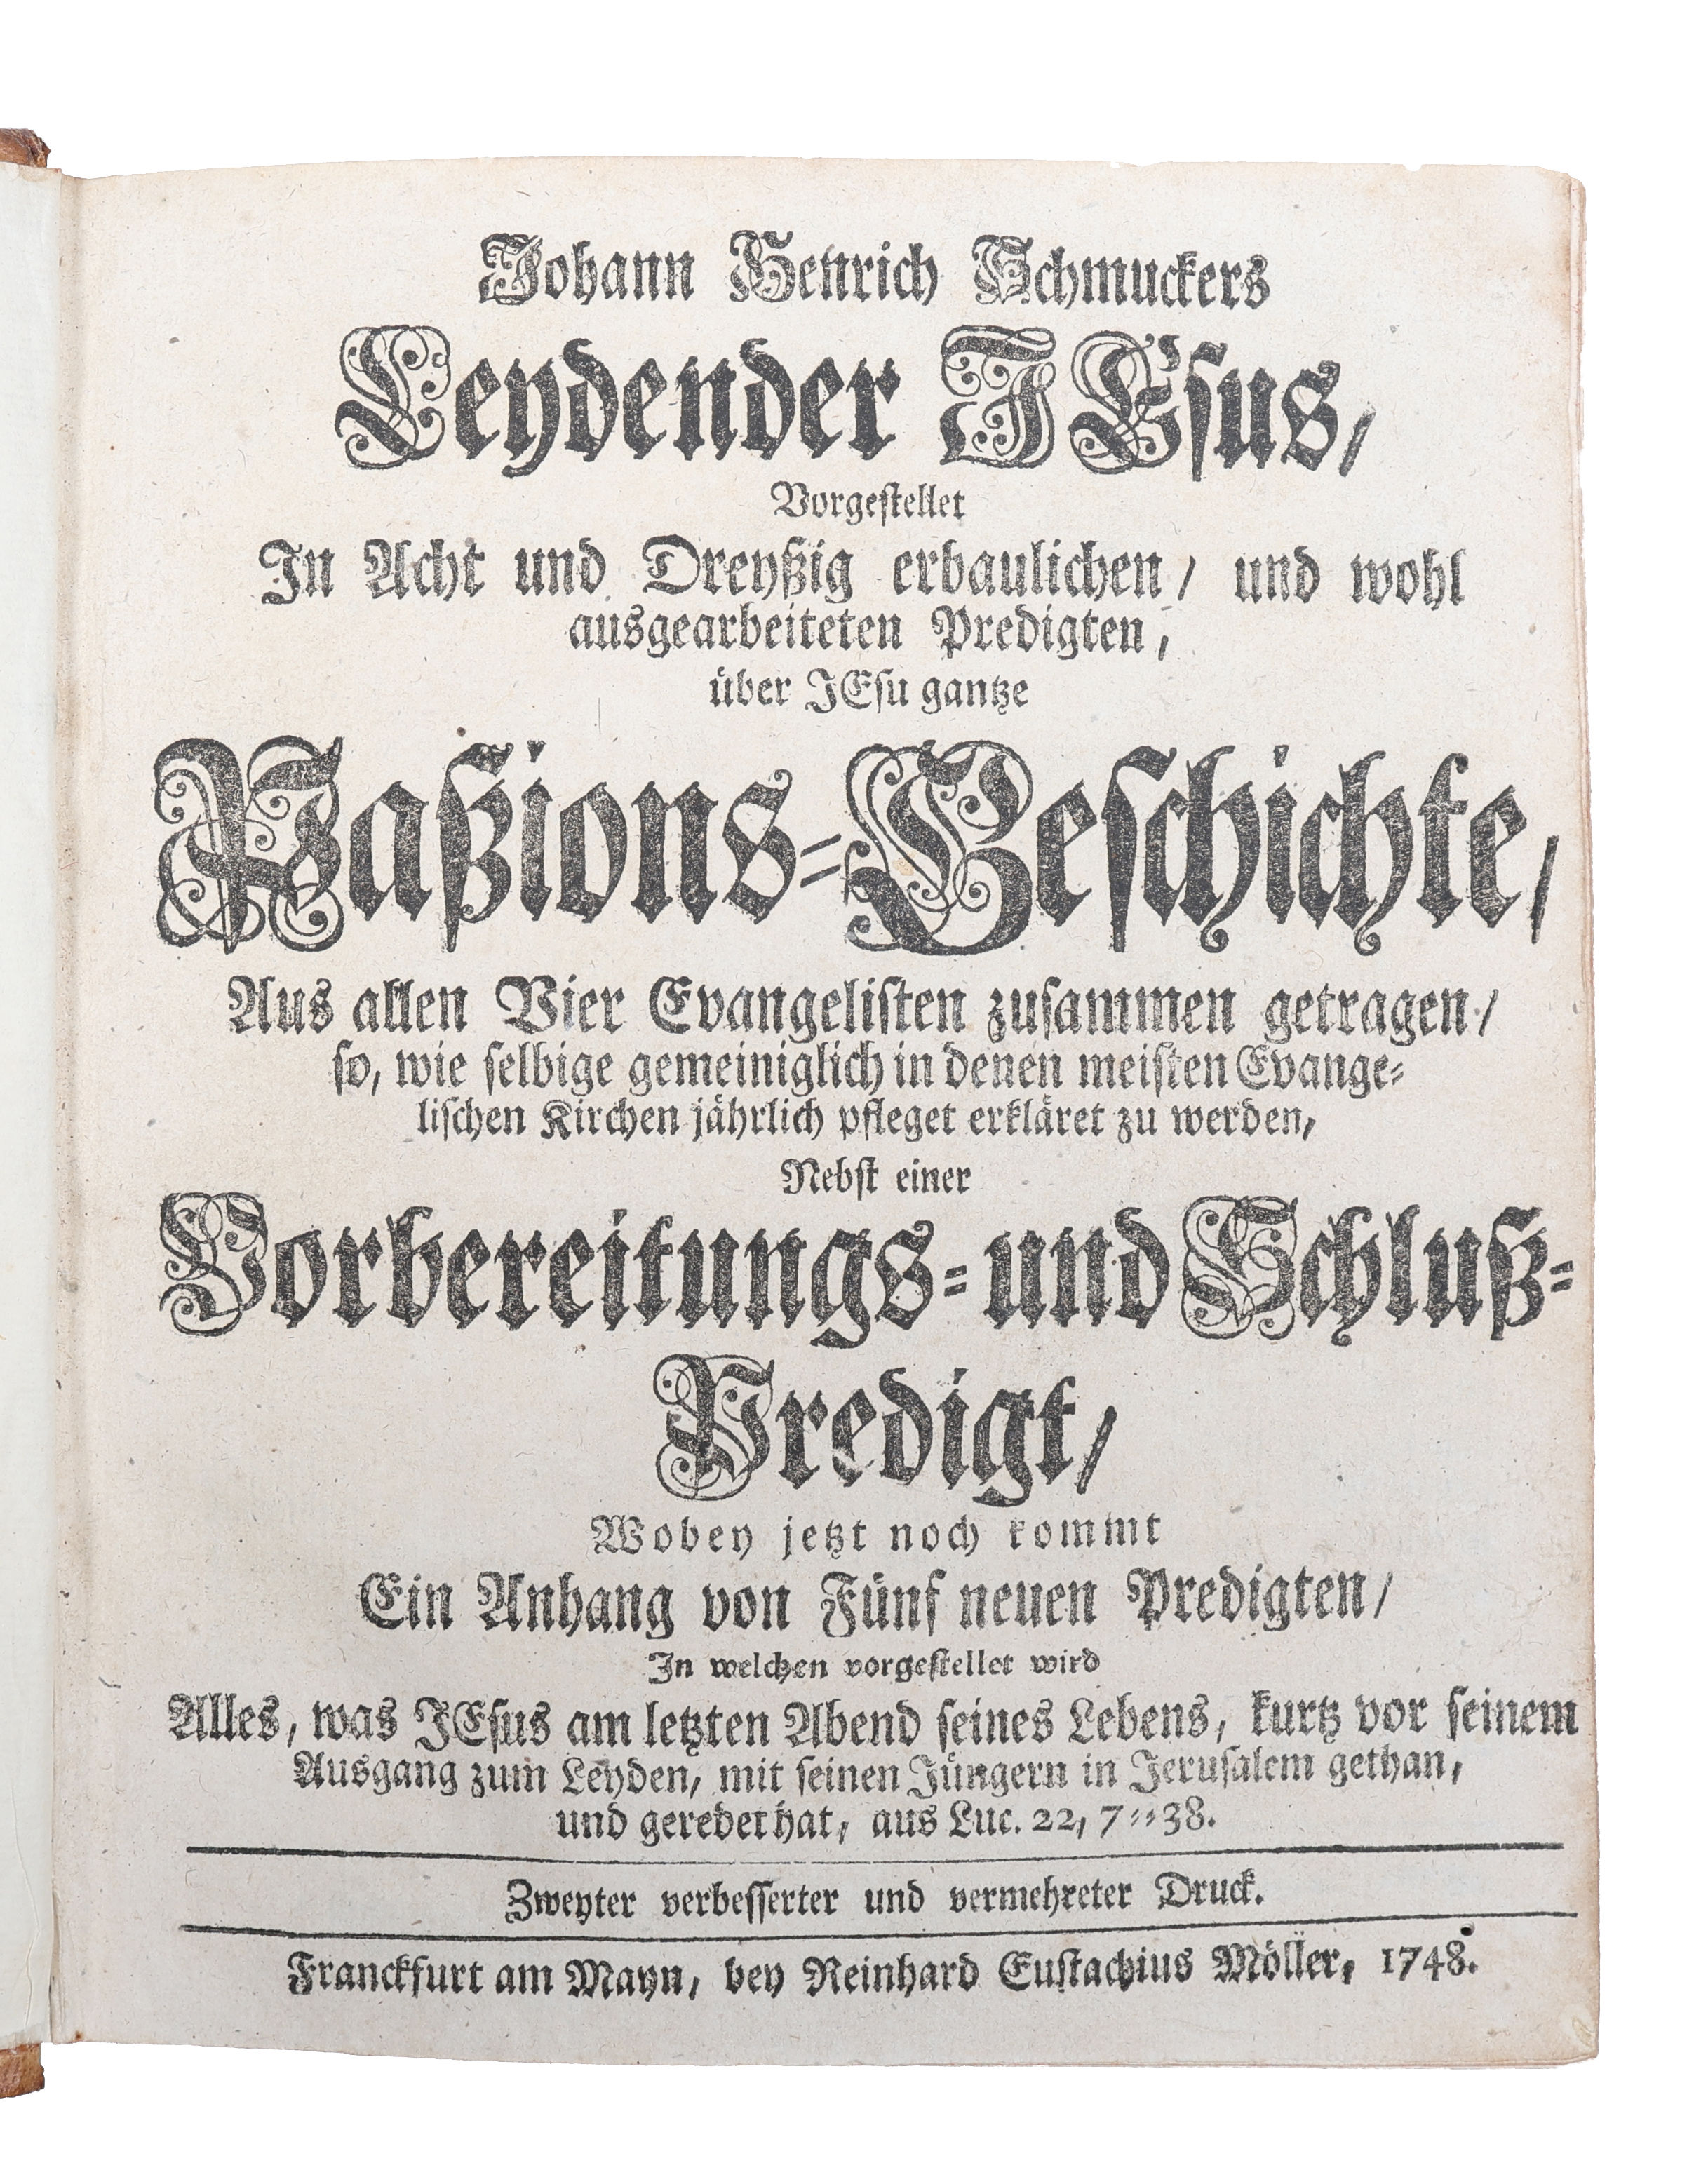 Johann Henrich Schmuckers
Leydender JEsus,
Vorgestellet
In Acht und Dreyßig erbaulichen/ und wohl
ausgearbeiteten Predigten,
über JEsu gantze
Paßions-Geschichte,
Aus allen Vier Evangelisten zusammen getragen/
so, wie selbige gemeiniglich in denen meisten Evange-
lischen Kirchen jährlich pfleget erkläret zu werden,
Nebst einer
Vorbereitungs- und Schluß-
Predigt,
Wobey jetzt noch kommt
Ein Anhang von Fünf neuen Predigten/
In welchen vorgestellet wird
Alles, was JEsus am letzten Abend seines Lebens, kurtz vor seinem
Ausgang zum Leyden, mit seinen Jüngern in Jerusalem gethan,
und geredet hat, aus Luc. 22, 7--38.
Zweyter verbesserter und vermehreter Druck.
Franckfurt am Mayn, bey Reinhard Eustachius Möller, 1748.